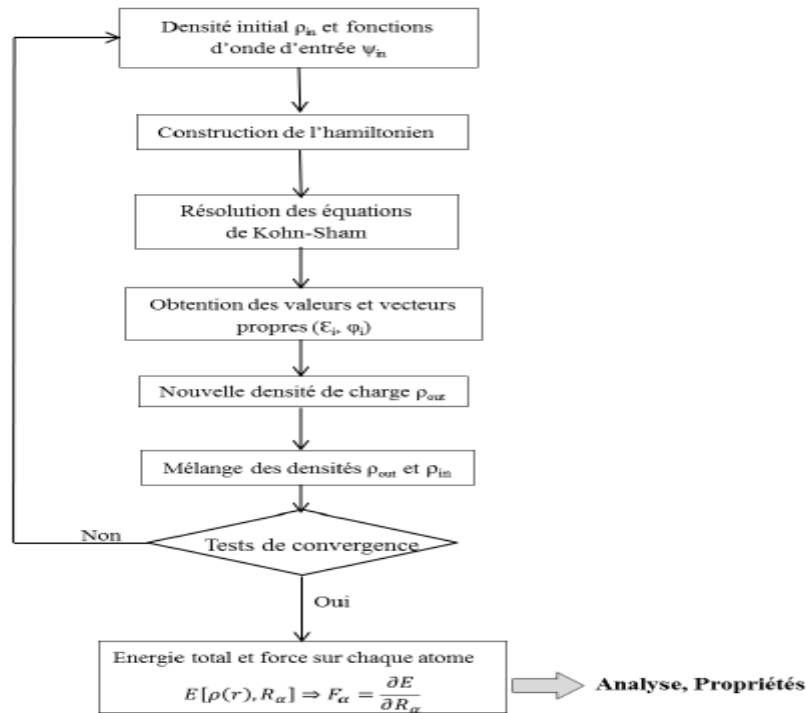 Densité initial ρin et fonctions
d'onde d'entrée ψin
Construction de l'hamiltonien
Résolution des équations
de Kohn-Sham
Obtention des valeurs et vecteurs
propres (Ɛi, φi)
Nouvelle densité de charge ρout
Mélange des densités ρout et ρin
Non
Tests de convergence
Oui
Energie total et force sur chaque atome
E[ρ(r), Rα] ⇒ Fα = ∂E/∂Rα
Analyse, Propriétés